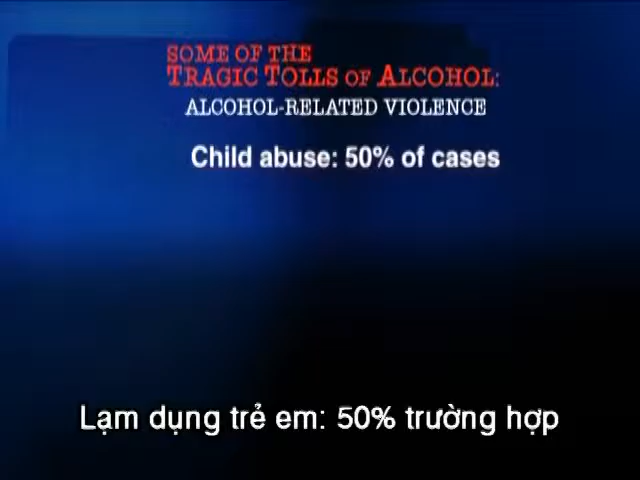 SOME OF THE
TRAGIC TOLLS OF ALCOHOL:
ALCOHOL-RELATED VIOLENCE
Child abuse: 50% of cases
Lạm dụng trẻ em: 50% trường hợp